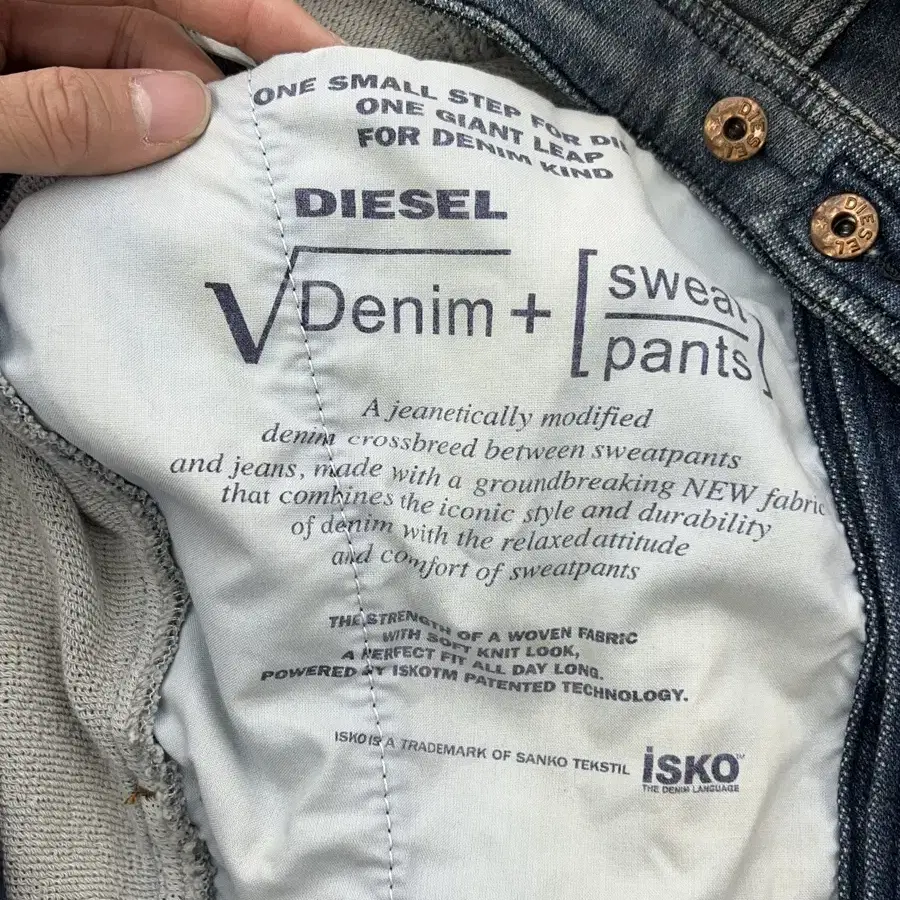 ONE SMALL STEP FOR
ONE GIANT LEAP
FOR DENIM KIND
DIESEL
√Denim + [sweat
pants]
A jeanetically modified
denim crossbreed between sweatpants
and jeans, made with a groundbreaking NEW fabric
that combines the iconic style and durability
of denim with the relaxed attitude
and comfort of sweatpants
THE STRENGTH OF A WOVEN FABRIC
WITH SOFT KNIT LOOK,
A PERFECT FIT ALL DAY LONG.
POWERED BY ISKOTM PATENTED TECHNOLOGY.
ISKO IS A TRADEMARK OF SANKO TEKSTIL
İSKO
THE DENIM LANGUAGE
DIESEL
DIESEL